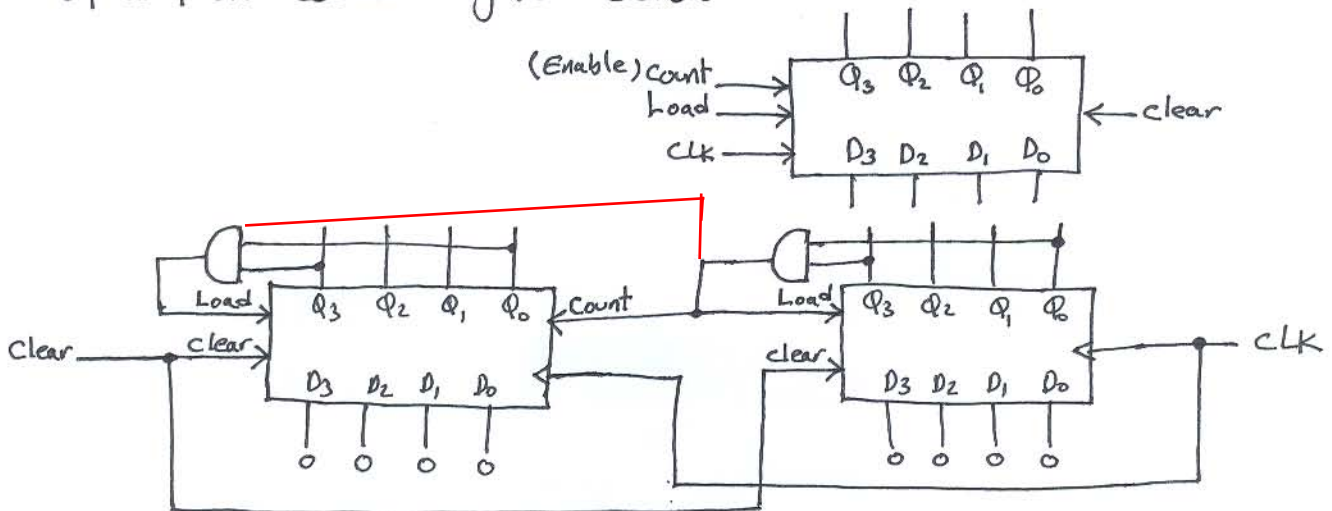 (Enable) Count
Load
CLK
Q3 Q2 Q1 Q0
D3 D2 D1 D0
clear
Load
Q3 Q2 Q1 Q0
Count
Clear
clear
D3 D2 D1 D0
0 0 0 0
Load
Q3 Q2 Q1 Q0
clear
D3 D2 D1 D0
0 0 0 0
CLK